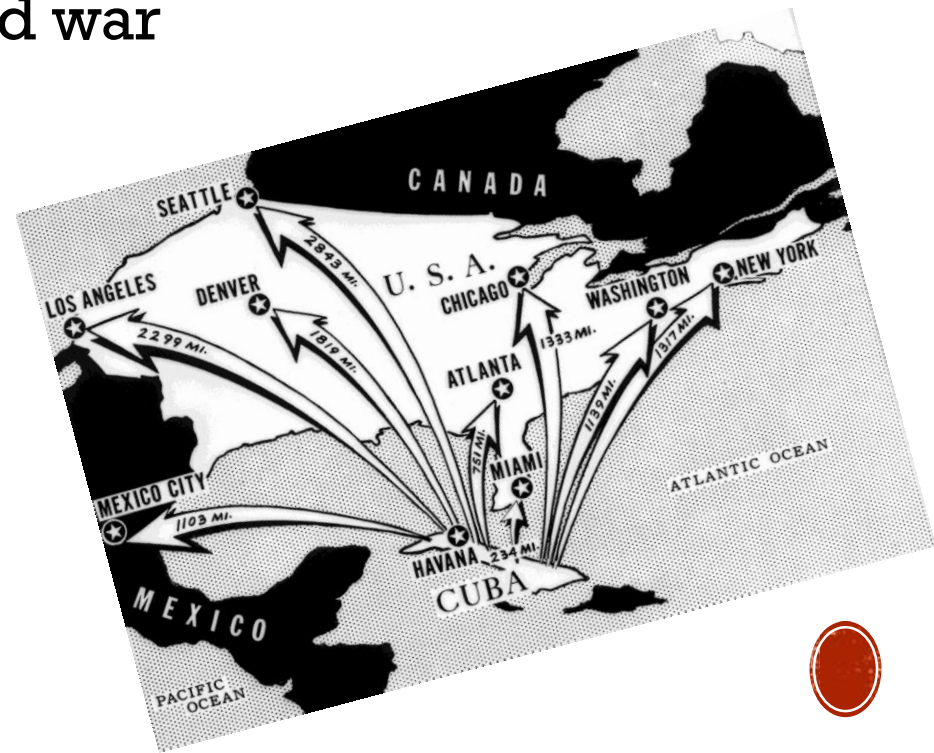 d war
CANADA
SEATTLE
2843 MI.
U. S. A.
LOS ANGELES
DENVER
CHICAGO
WASHINGTON
NEW YORK
2299 MI.
1819 MI.
1333 MI.
1317 MI.
ATLANTA
1139 MI.
751 MI.
MIAMI
ATLANTIC OCEAN
MEXICO CITY
1103 MI.
HAVANA
234 MI.
CUBA
MEXICO
PACIFIC
OCEAN